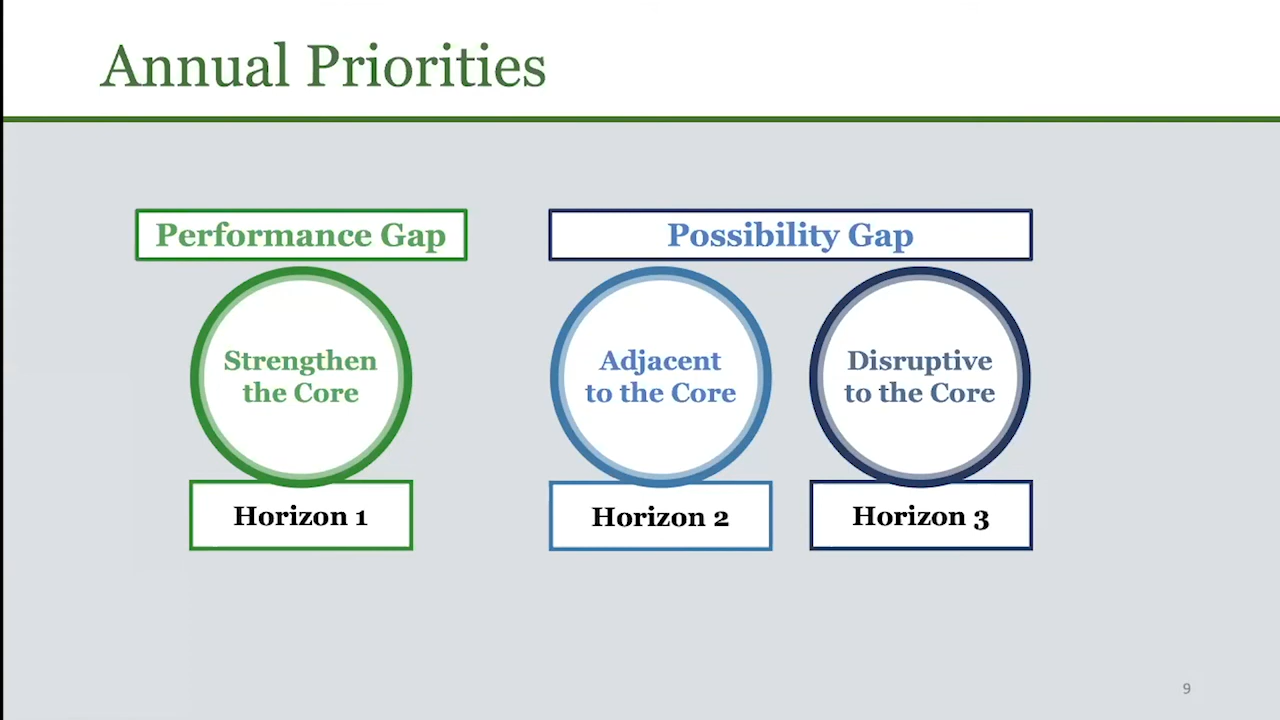 Annual Priorities
Performance Gap
Possibility Gap
Strengthen
the Core
Adjacent
to the Core
Disruptive
to the Core
Horizon 1
Horizon 2
Horizon 3
9